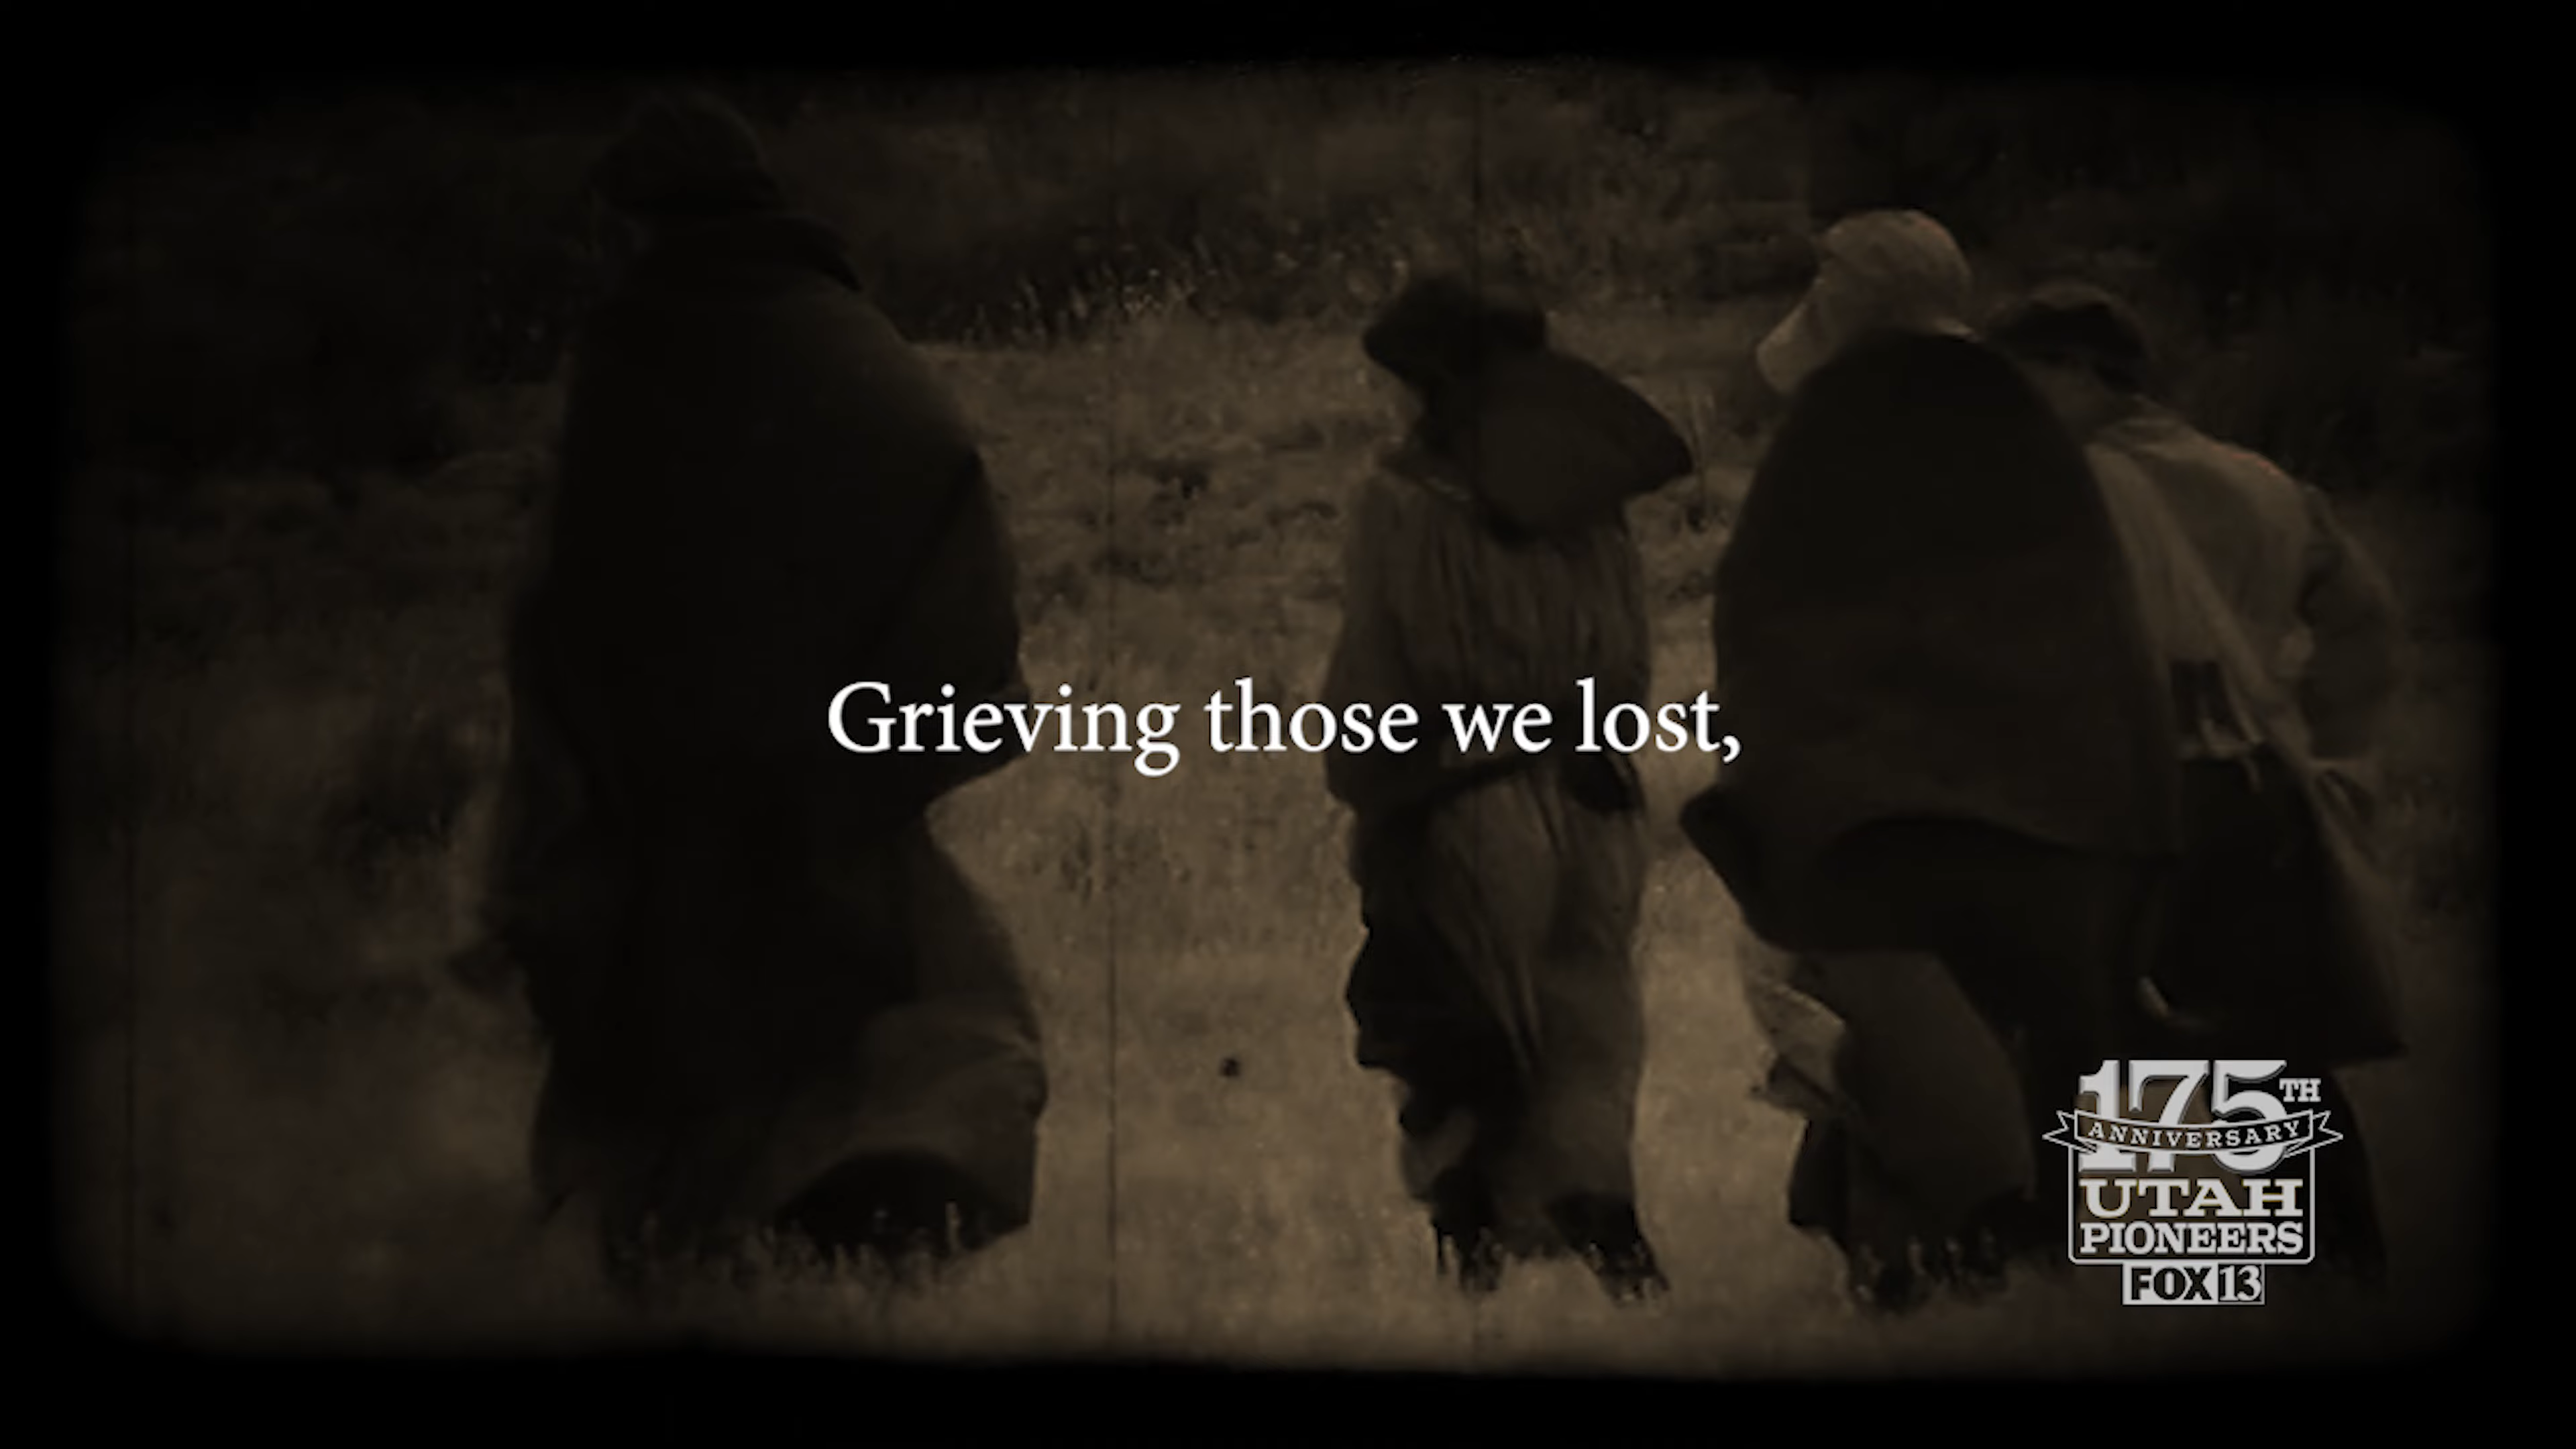 Grieving those we lost,
175TH
ANNIVERSARY
UTAH
PIONEERS
FOX 13